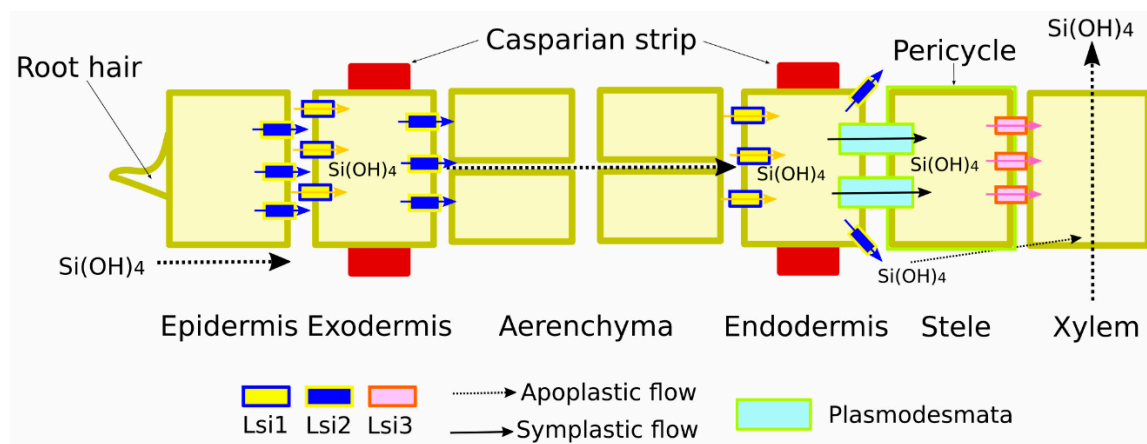 Si(OH)4
Casparian strip
Pericycle
Root hair
Si(OH)4
Si(OH)4
Si(OH)4
Si(OH)4
Si(OH)4
Epidermis
Exodermis
Aerenchyma
Endodermis
Stele
Xylem
Lsi1
Lsi2
Lsi3
Apoplastic flow
Symplastic flow
Plasmodesmata